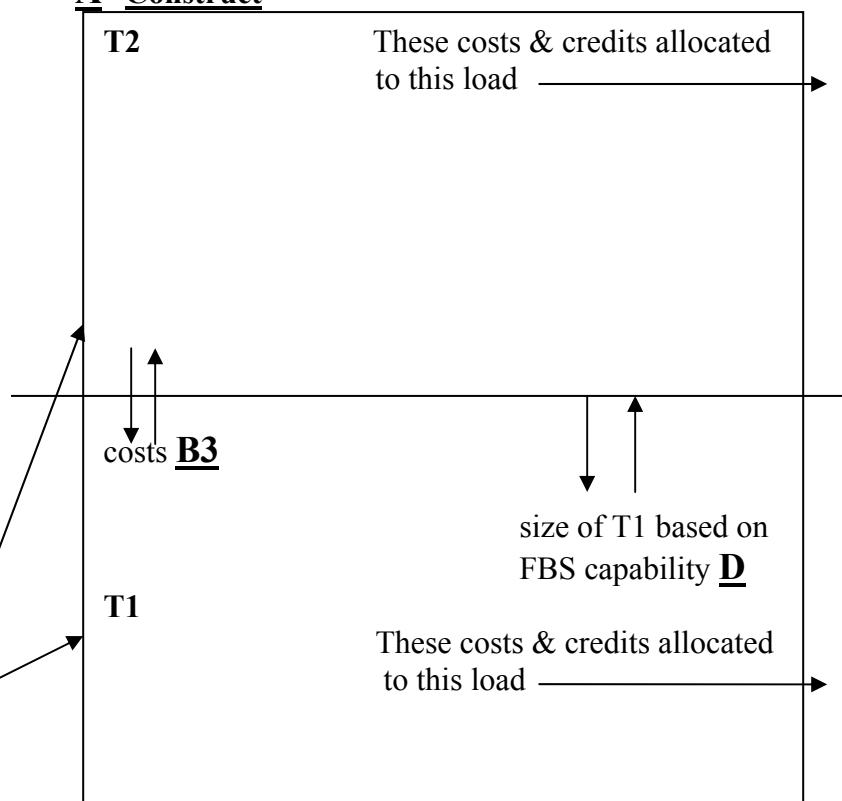 A Construct
T2
These costs & credits allocated
to this load
costs B3
size of T1 based on
FBS capability D
T1
These costs & credits allocated
to this load